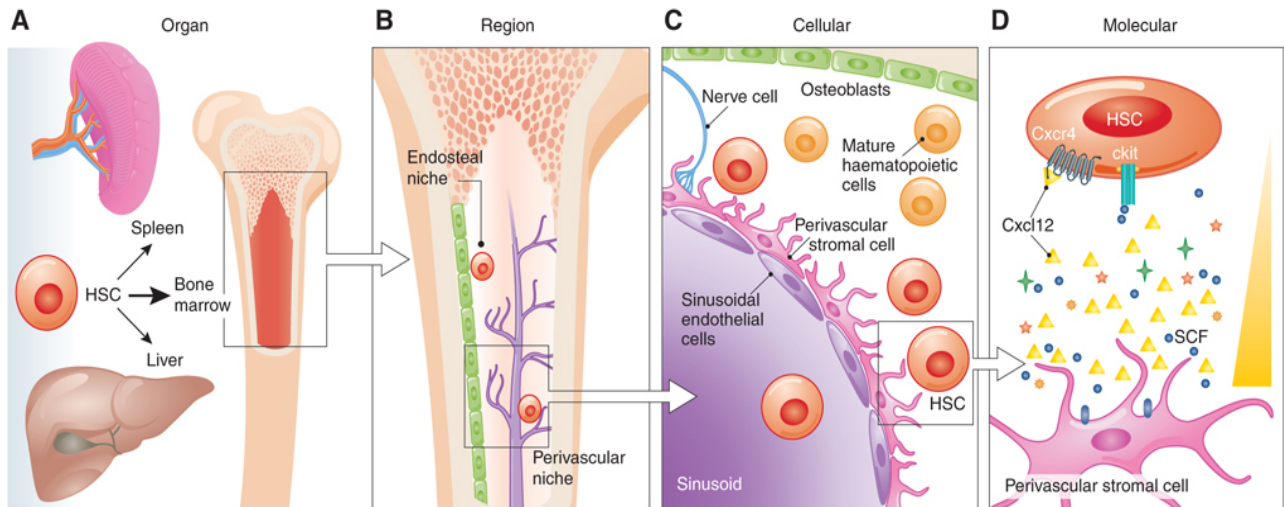 A
Organ
Spleen
HSC
Bone
marrow
Liver
B
Region
Endosteal
niche
Perivascular
niche
C
Cellular
Osteoblasts
Nerve cell
Mature
haematopoietic
cells
Perivascular
stromal cell
Sinusoidal
endothelial
cells
HSC
Sinusoid
D
Molecular
HSC
Cxcr4
ckit
Cxcl12
SCF
Perivascular stromal cell